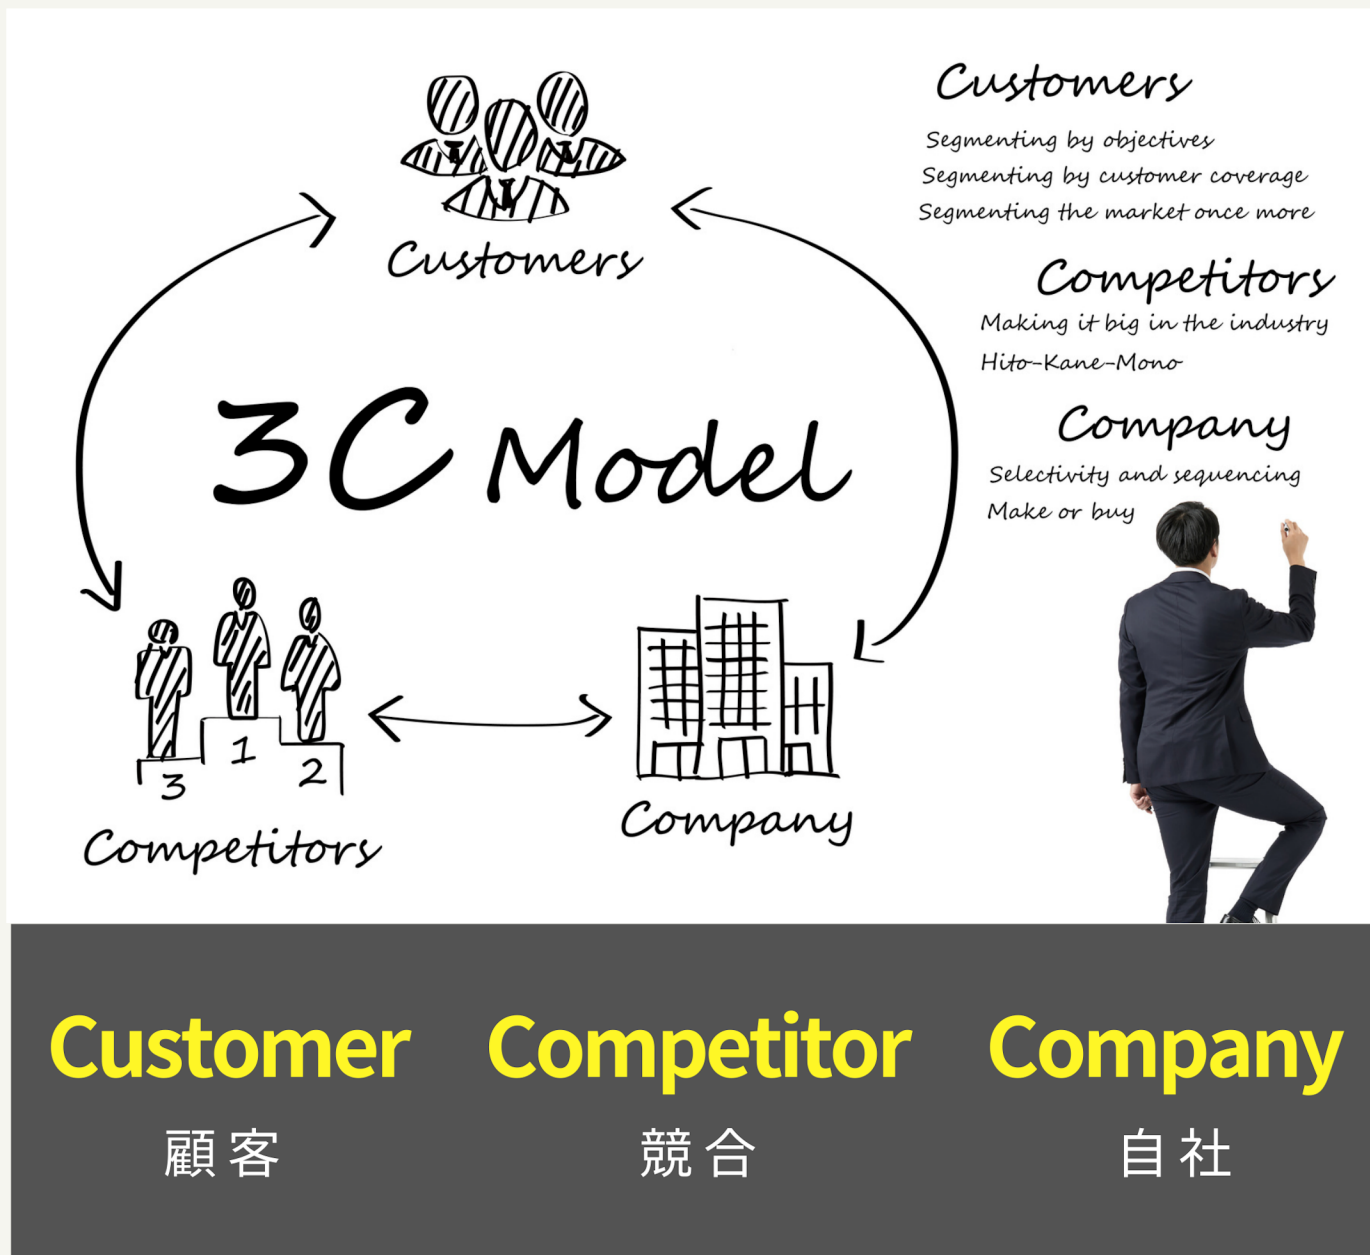 Customers
3C Model
3
1
2
Competitors
Company
Customers
Segmenting by objectives
Segmenting by customer coverage
Segmenting the market once more
Competitors
Making it big in the industry
Hito-Kane-Mono
Company
Selectivity and sequencing
Make or buy
Customer
顧客
Competitor
競合
Company
自社